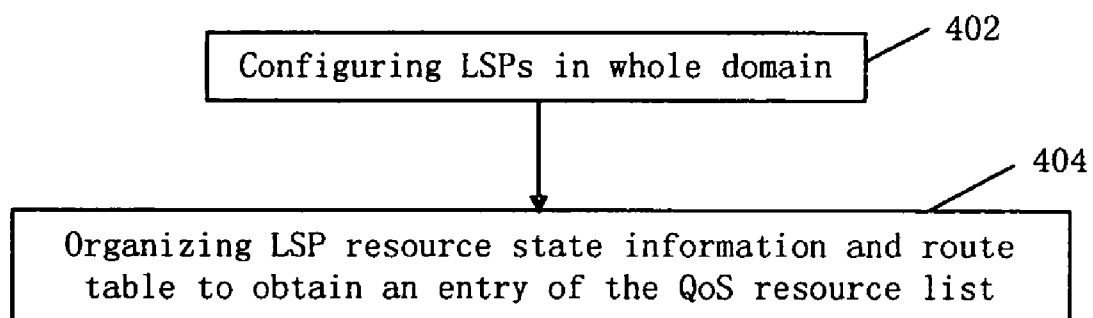 402
Configuring LSPs in whole domain
404
Organizing LSP resource state information and route
table to obtain an entry of the QoS resource list